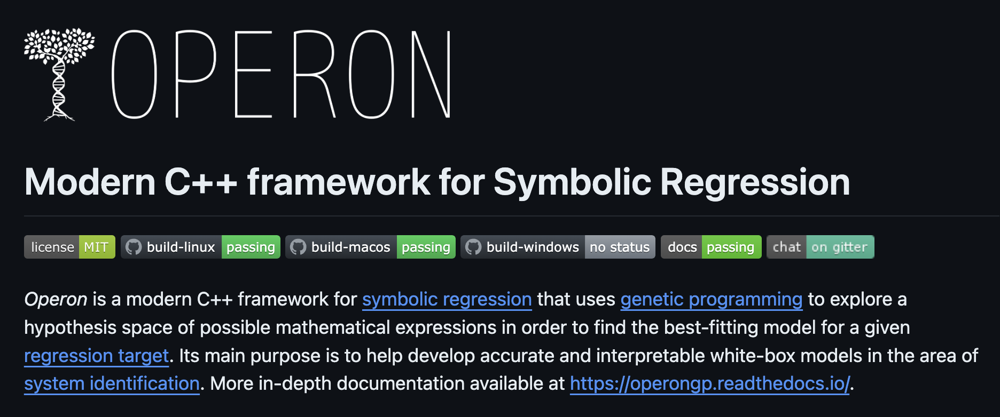 OPERON
Modern C++ framework for Symbolic Regression
license MIT build-linux passing build-macos passing build-windows no status docs passing chat on gitter
Operon is a modern C++ framework for symbolic regression that uses genetic programming to explore a
hypothesis space of possible mathematical expressions in order to find the best-fitting model for a given
regression target. Its main purpose is to help develop accurate and interpretable white-box models in the area of
system identification. More in-depth documentation available at https://operongp.readthedocs.io/.